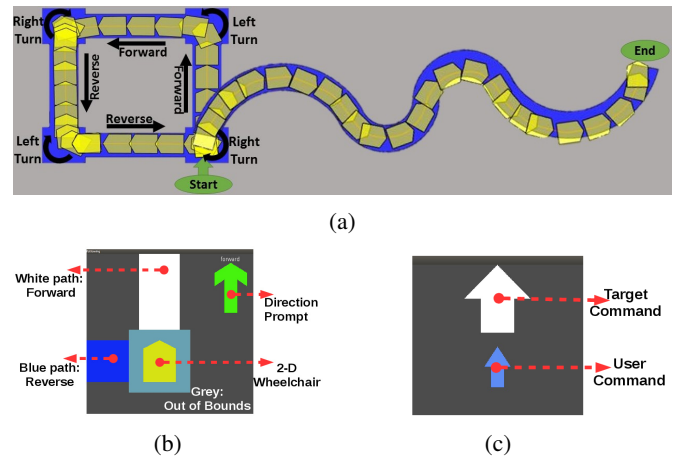 Right
Turn
Left
Turn
Forward
Reverse
Forward
Reverse
End
Left
Turn
Right
Turn
Start
(a)
White path:
Forward
forward
Direction
Prompt
Blue path:
Reverse
2-D
Wheelchair
Grey:
Out of Bounds
(b)
Target
Command
User
Command
(c)